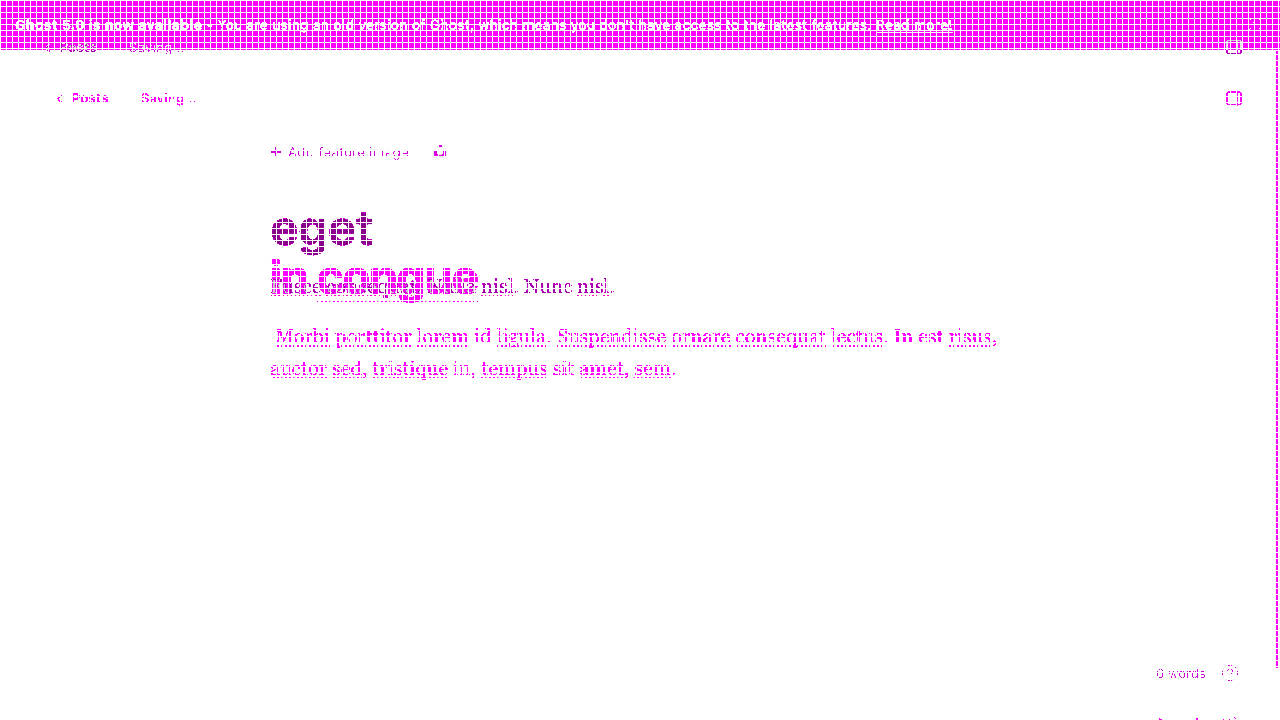 Ghost 5.0 is now available - You are using an old version of Ghost, which means you don't have access to the latest features. Read more!
Posts Saving...
Posts Saving...
+ Add feature image
eget
in congue
nisl. Nunc nisl.
Morbi porttitor lorem id ligula. Suspendisse ornare consequat lectus. In est risus,
auctor sed, tristique in, tempus sit amet, sem.
0 words